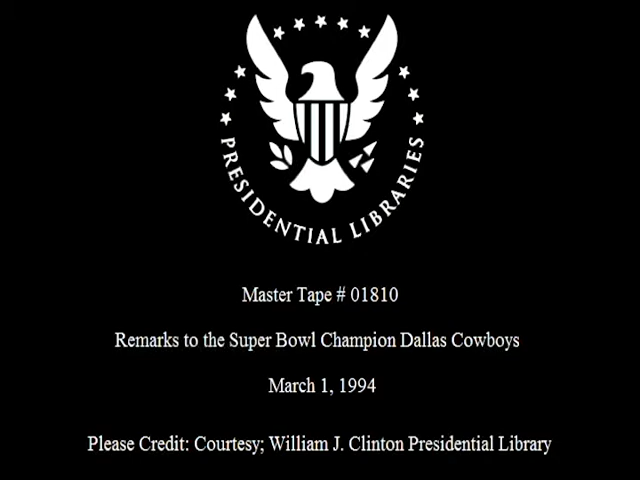 PRESIDENTIAL LIBRARIES
Master Tape # 01810
Remarks to the Super Bowl Champion Dallas Cowboys
March 1, 1994
Please Credit: Courtesy; William J. Clinton Presidential Library